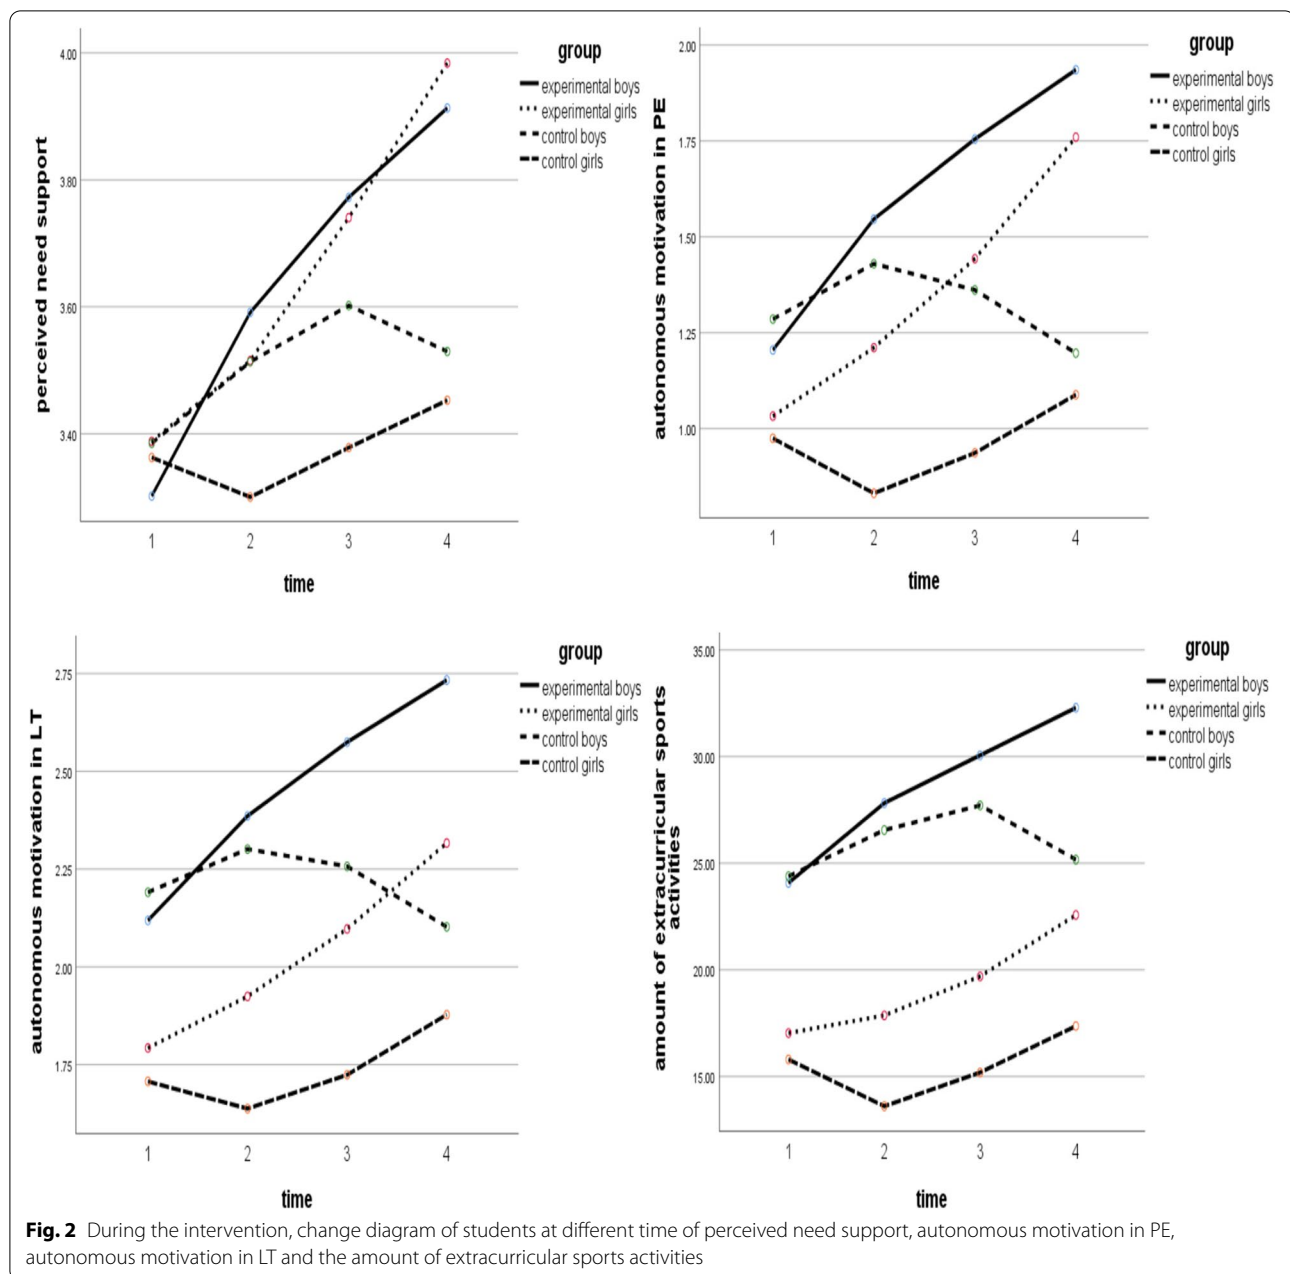 group
experimental boys
experimental girls
control boys
control girls
4.00
3.80
3.60
3.40
perceived need support
1 2 3 4
time
group
experimental boys
experimental girls
control boys
control girls
2.00
1.75
1.50
1.25
1.00
autonomous motivation in PE
1 2 3 4
time
group
experimental boys
experimental girls
control boys
control girls
2.75
2.50
2.25
2.00
1.75
autonomous motivation in LT
1 2 3 4
time
group
experimental boys
experimental girls
control boys
control girls
35.00
30.00
25.00
20.00
15.00
amount of extracurricular sports
activities
1 2 3 4
time
Fig. 2 During the intervention, change diagram of students at different time of perceived need support, autonomous motivation in PE,
autonomous motivation in LT and the amount of extracurricular sports activities